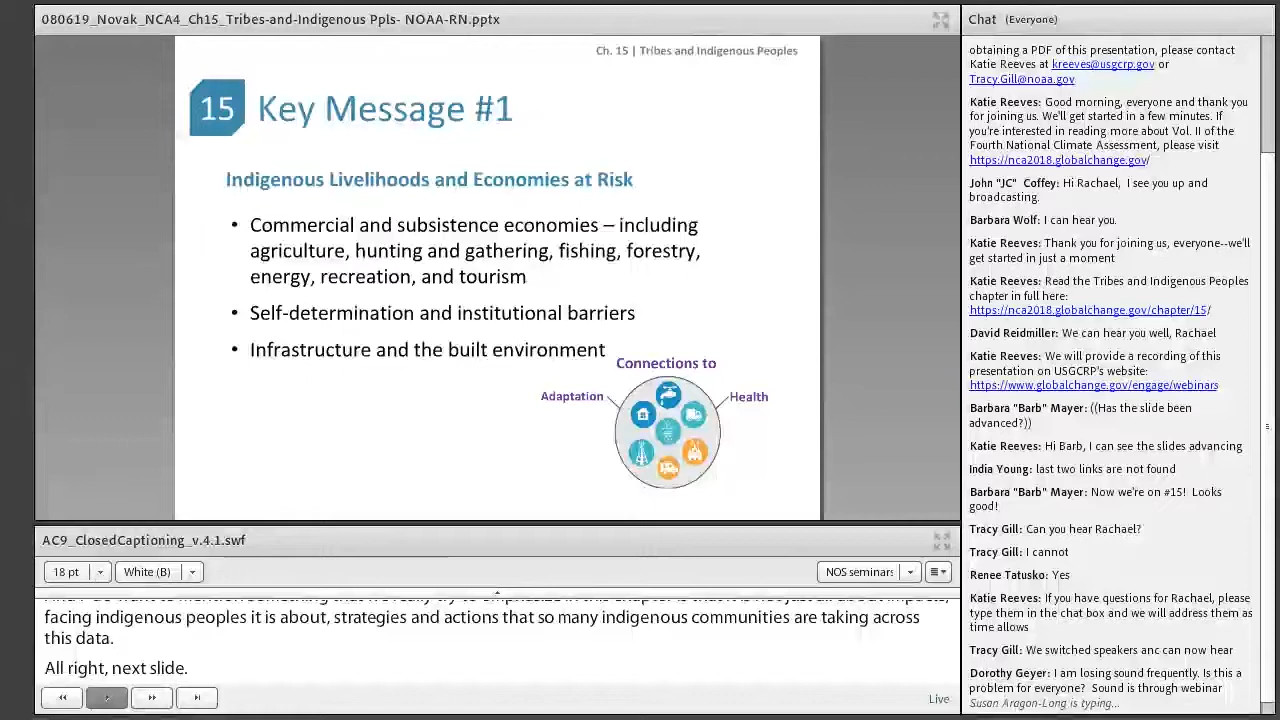 080619_Novak_NCA4_Ch15_Tribes-and-Indigenous Ppls- NOAA-RN.pptx
Ch. 15 | Tribes and Indigenous Peoples
15 Key Message #1
Indigenous Livelihoods and Economies at Risk
• Commercial and subsistence economies – including
agriculture, hunting and gathering, fishing, forestry,
energy, recreation, and tourism
• Self-determination and institutional barriers
• Infrastructure and the built environment
Connections to
Adaptation
Health
AC9_ClosedCaptioning_v.4.1.swf
18 pt
White (B)
NOS seminars
facing indigenous peoples it is about, strategies and actions that so many indigenous communities are taking across
this data.
All right, next slide.
Live
Chat (Everyone)
obtaining a PDF of this presentation, please contact
Katie Reeves at kreeves@usgcrp.gov or
Tracy.Gill@noaa.gov
Katie Reeves: Good morning, everyone and thank you
for joining us. We'll get started in a few minutes. If
you're interested in reading more about Vol. II of the
Fourth National Climate Assessment, please visit
https://nca2018.globalchange.gov/
John "JC" Coffey: Hi Rachael, I see you up and
broadcasting.
Barbara Wolf: I can hear you.
Katie Reeves: Thank you for joining us, everyone--we'll
get started in just a moment
Katie Reeves: Read the Tribes and Indigenous Peoples
chapter in full here:
https://nca2018.globalchange.gov/chapter/15/
David Reidmiller: We can hear you well, Rachael
Katie Reeves: We will provide a recording of this
presentation on USGCRP's website:
https://www.globalchange.gov/engage/webinars
Barbara "Barb" Mayer: ((Has the slide been
advanced?))
Katie Reeves: Hi Barb, I can see the slides advancing
India Young: last two links are not found
Barbara "Barb" Mayer: Now we're on #15! Looks
good!
Tracy Gill: Can you hear Rachael?
Tracy Gill: I cannot
Renee Tatusko: Yes
Katie Reeves: If you have questions for Rachael, please
type them in the chat box and we will address them as
time allows
Tracy Gill: We switched speakers anc can now hear
Dorothy Geyer: I am losing sound frequently. Is this a
problem for everyone? Sound is through webinar
Susan Aragon-Long is typing...